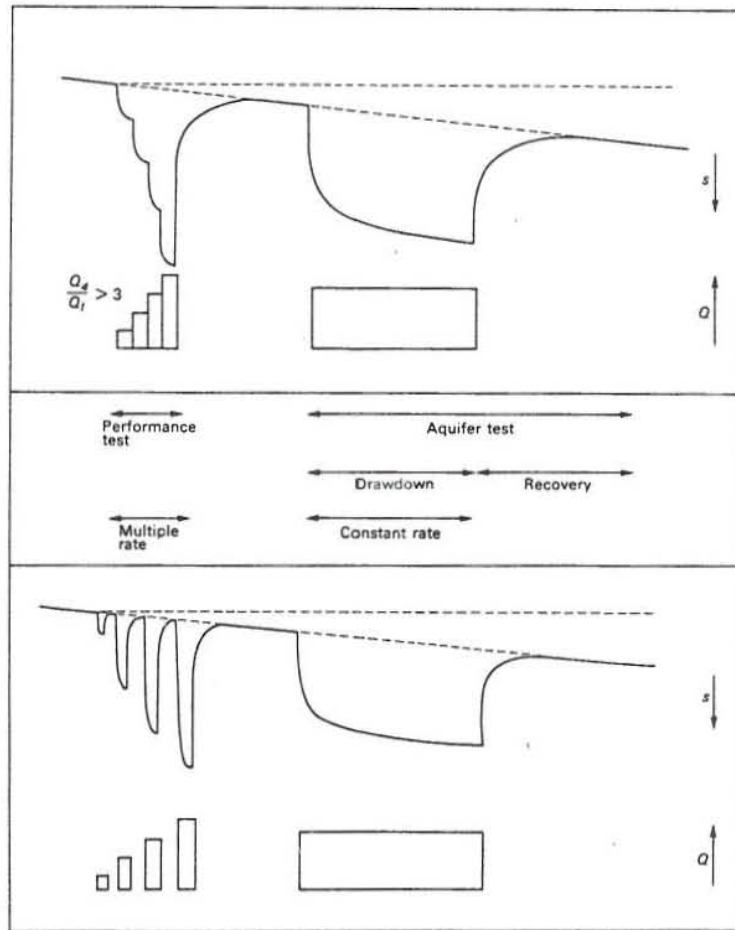 s
Q₄
Q₁ > 3
Q
Performance
test
Aquifer test
Drawdown
Recovery
Multiple
rate
Constant rate
s
Q